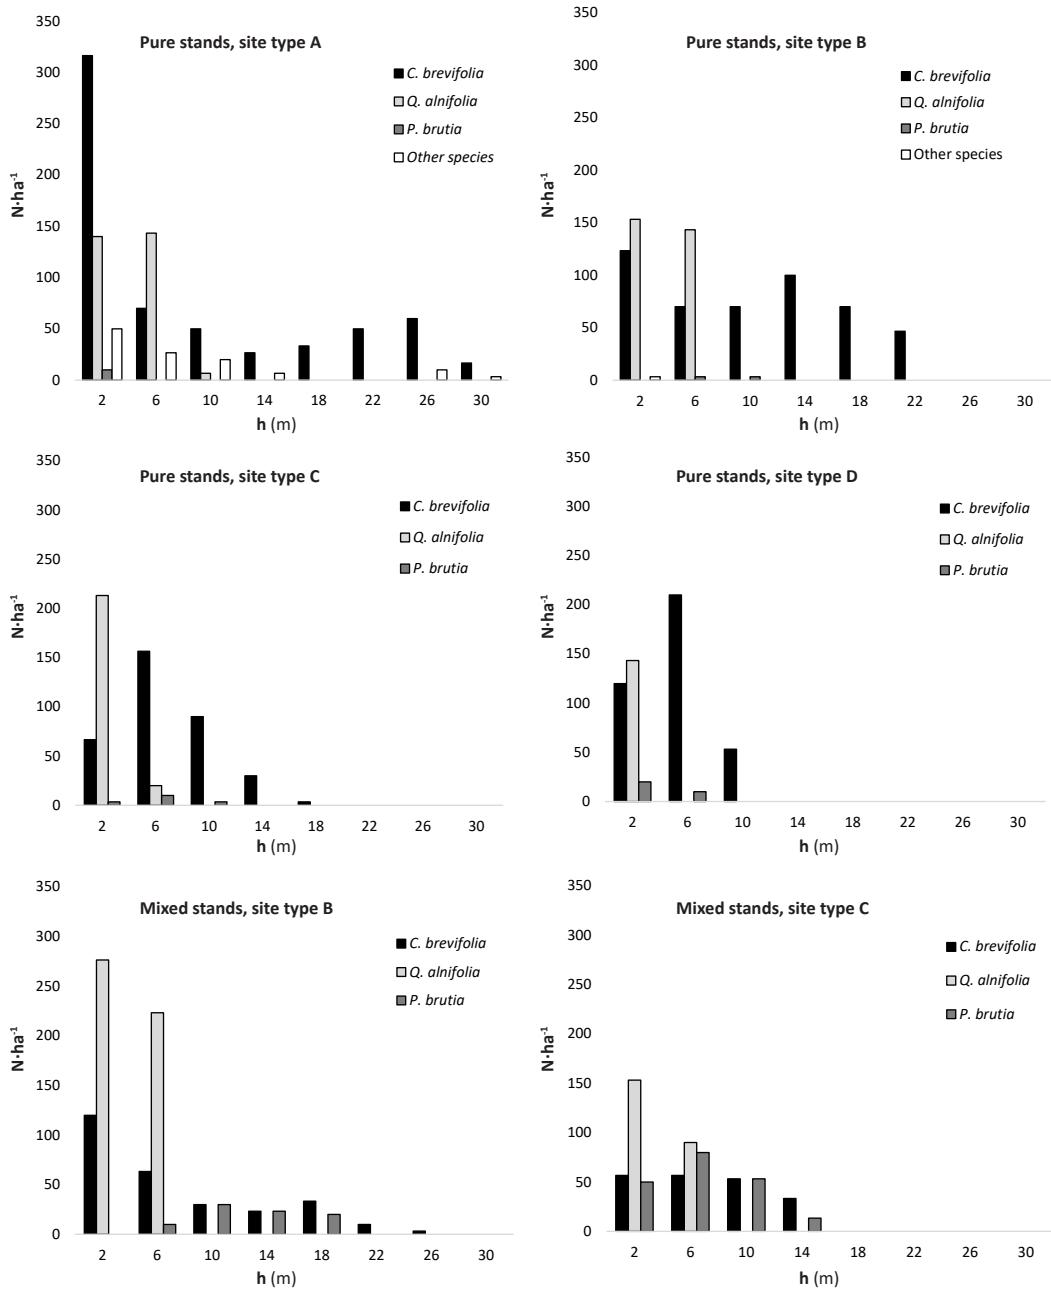 Pure stands, site type A
N·ha-1
350
300
250
200
150
100
50
0
C. brevifolia
Q. alnifolia
P. brutia
Other species
2 6 10 14 18 22 26 30
h (m)
Pure stands, site type B
N·ha-1
350
300
250
200
150
100
50
0
C. brevifolia
Q. alnifolia
P. brutia
Other species
2 6 10 14 18 22 26 30
h (m)
Pure stands, site type C
N·ha-1
350
300
250
200
150
100
50
0
C. brevifolia
Q. alnifolia
P. brutia
2 6 10 14 18 22 26 30
h (m)
Pure stands, site type D
N·ha-1
350
300
250
200
150
100
50
0
C. brevifolia
Q. alnifolia
P. brutia
2 6 10 14 18 22 26 30
h (m)
Mixed stands, site type B
N·ha-1
350
300
250
200
150
100
50
0
C. brevifolia
Q. alnifolia
P. brutia
2 6 10 14 18 22 26 30
h (m)
Mixed stands, site type C
N·ha-1
350
300
250
200
150
100
50
0
C. brevifolia
Q. alnifolia
P. brutia
2 6 10 14 18 22 26 30
h (m)